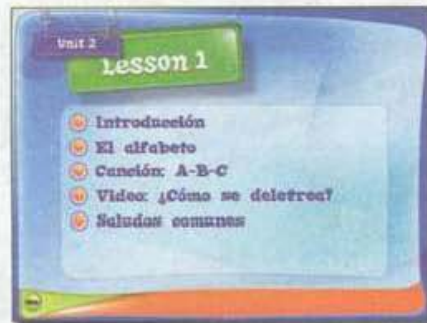 Unit 2
Lesson 1
Introducción
El alfabeto
Canción: A-B-C
Video: ¿Cómo se deletrea?
Saludos comunes